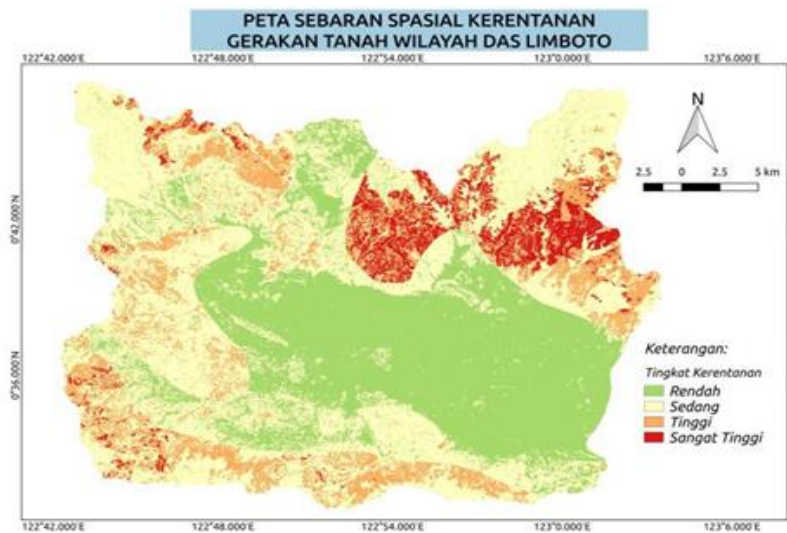 PETA SEBARAN SPASIAL KERENTANAN
GERAKAN TANAH WILAYAH DAS LIMBOTO
122°42.000'E 122°48.000'E 122°54.000'E 123°0.000'E 123°6.000'E
N
2.5 0 2.5 5 km
0°42.000'N
0°36.000'N
Keterangan:
Tingkat Kerentanan
Rendah
Sedang
Tinggi
Sangat Tinggi
122°42.000'E 122°48.000'E 122°54.000'E 123°0.000'E 123°6.000'E